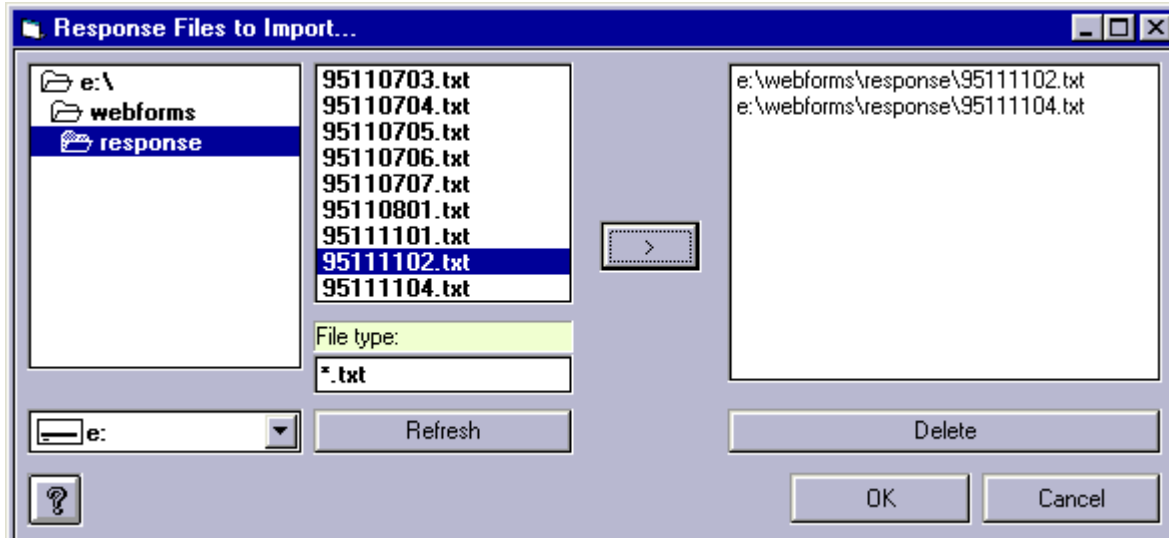 Response Files to Import...
e:\
webforms
response
95110703.txt
95110704.txt
95110705.txt
95110706.txt
95110707.txt
95110801.txt
95111101.txt
95111102.txt
95111104.txt
File type:
*.txt
>
e:\webforms\response\95111102.txt
e:\webforms\response\95111104.txt
e:
Refresh
Delete
?
OK
Cancel